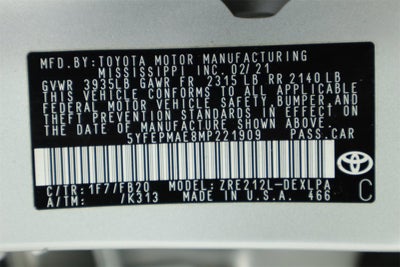 MFD.BY: TOYOTA MOTOR MANUFACTURING
MISSISSIPPI INC. 02/21
GVWR 3935LB GAWR FR 2315LB RR 2140LB
THIS VEHICLE CONFORMS TO ALL APPLICABLE
FEDERAL MOTOR VEHICLE SAFETY, BUMPER, AND
THEFT PREVENTION STANDARDS IN EFFECT ON
THE DATE OF MANUFACTURE SHOWN ABOVE.
5YFEPMAE8MP221909 PASS.CAR
C/TR: 1F7/FB20 MODEL: ZRE212L-DEXLPA
A/TM: /K313 MADE IN U.S.A. 466
TOYOTA
C